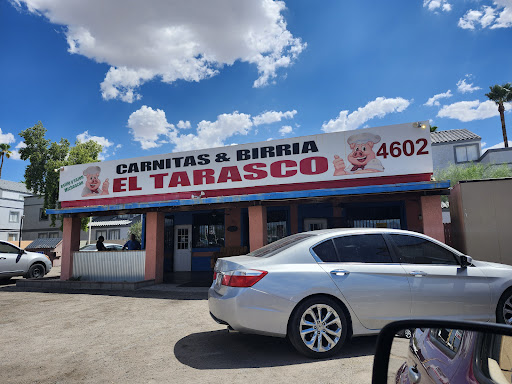 CARNITAS & BIRRIA
EL TARASCO
4602